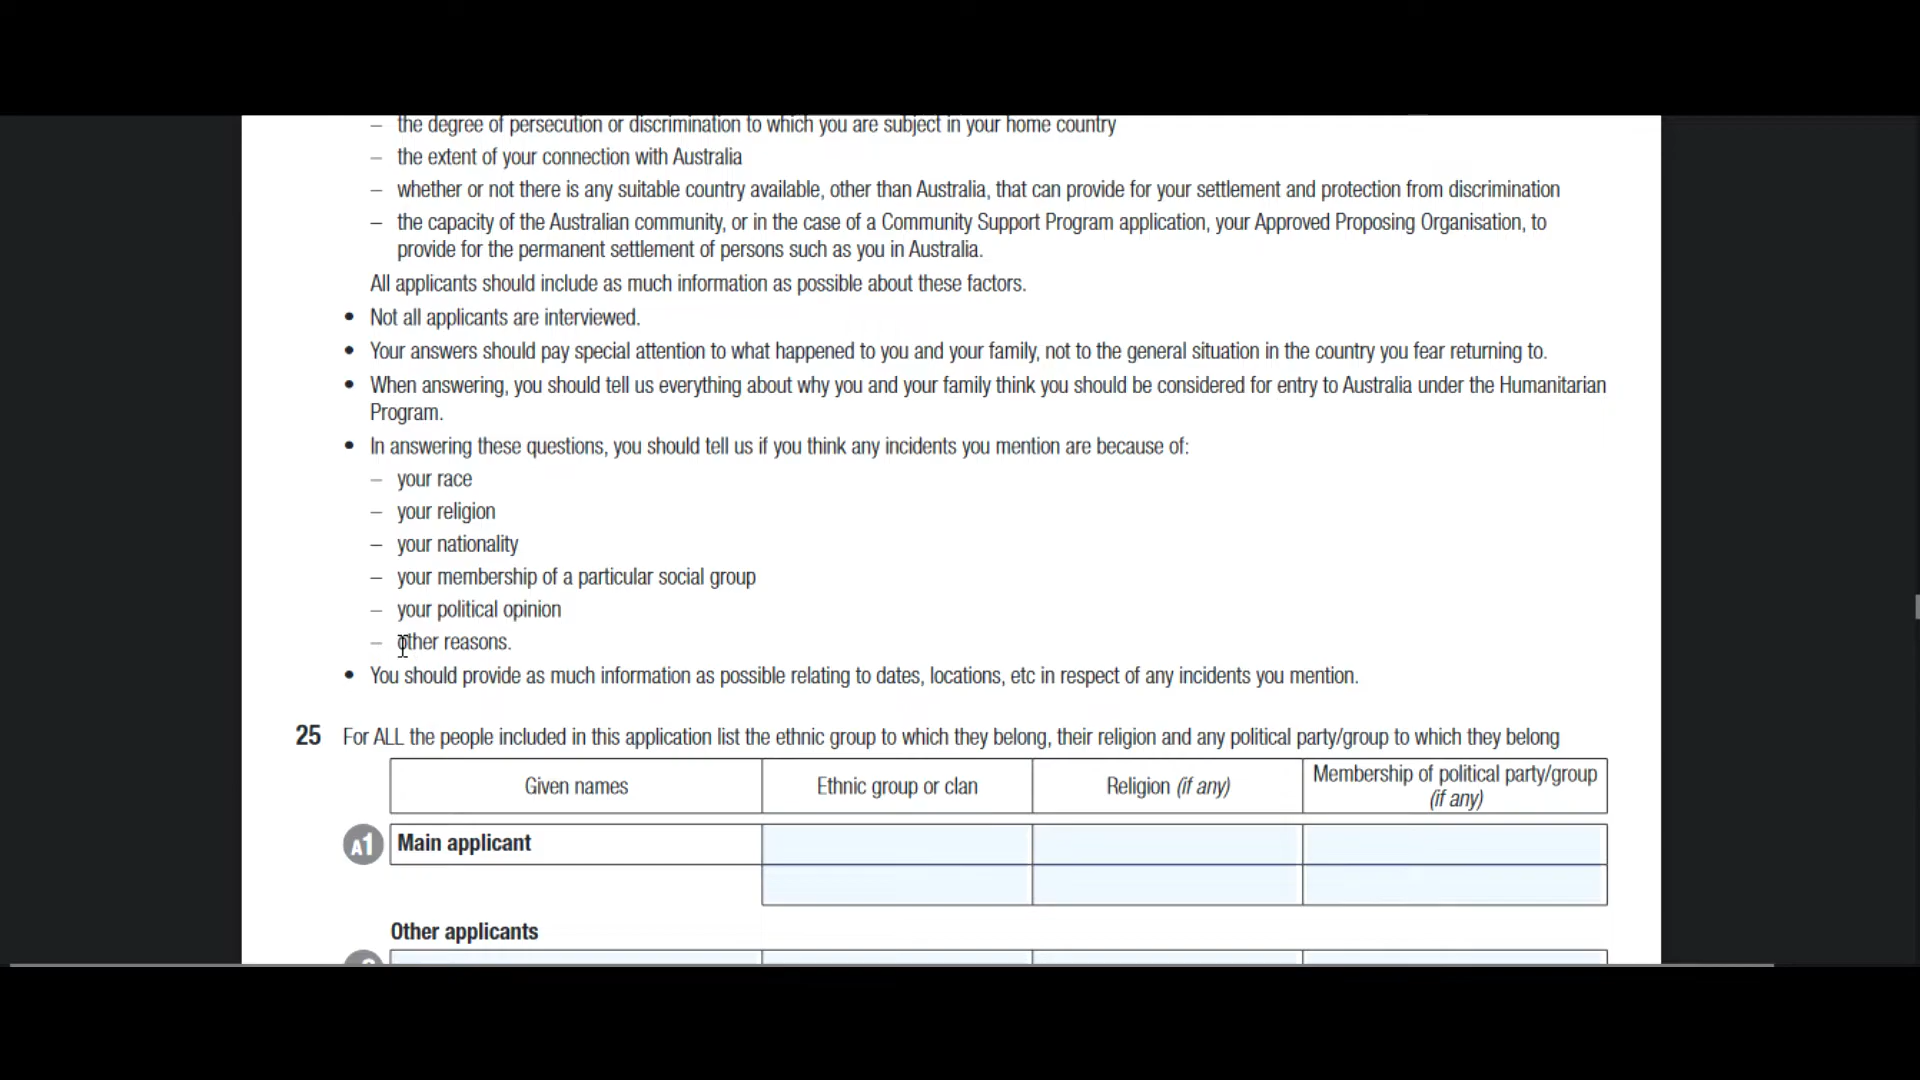 – the degree of persecution or discrimination to which you are subject in your home country
– the extent of your connection with Australia
– whether or not there is any suitable country available, other than Australia, that can provide for your settlement and protection from discrimination
– the capacity of the Australian community, or in the case of a Community Support Program application, your Approved Proposing Organisation, to
provide for the permanent settlement of persons such as you in Australia.
All applicants should include as much information as possible about these factors.
• Not all applicants are interviewed.
• Your answers should pay special attention to what happened to you and your family, not to the general situation in the country you fear returning to.
• When answering, you should tell us everything about why you and your family think you should be considered for entry to Australia under the Humanitarian
Program.
• In answering these questions, you should tell us if you think any incidents you mention are because of:
– your race
– your religion
– your nationality
– your membership of a particular social group
– your political opinion
– other reasons.
• You should provide as much information as possible relating to dates, locations, etc in respect of any incidents you mention.
25 For ALL the people included in this application list the ethnic group to which they belong, their religion and any political party/group to which they belong
Given names Ethnic group or clan Religion (if any) Membership of political party/group
(if any)
A1 Main applicant
Other applicants